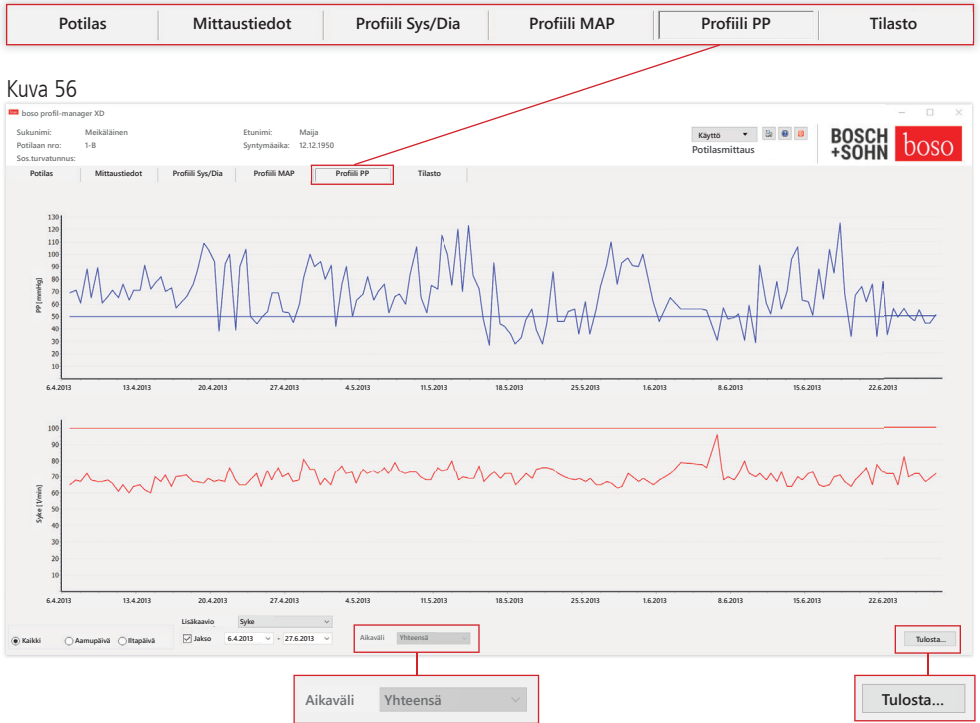 Potilas Mittaustiedot Profiili Sys/Dia Profiili MAP Profiili PP Tilasto
Kuva 56
boso boso profil-manager XD
Sukunimi: Meikäläinen Etunimi: Maija
Potilaan nro: 1-B Syntymäaika: 12.12.1950
Sos.turvatunnus:
Käyttö
Potilasmittaus
BOSCH
+SOHN
boso
Potilas Mittaustiedot Profiili Sys/Dia Profiili MAP Profiili PP Tilasto
PP [mmHg]
130
120
110
100
90
80
70
60
50
40
30
20
10
6.4.2013 13.4.2013 20.4.2013 27.4.2013 4.5.2013 11.5.2013 18.5.2013 25.5.2013 1.6.2013 8.6.2013 15.6.2013 22.6.2013
Syke [1/min]
100
90
80
70
60
50
40
30
20
10
6.4.2013 13.4.2013 20.4.2013 27.4.2013 4.5.2013 11.5.2013 18.5.2013 25.5.2013 1.6.2013 8.6.2013 15.6.2013 22.6.2013
Lisäkaavio Syke
Kaikki Aamupäivä Iltapäivä Jakso 6.4.2013 - 27.6.2013 Aikaväli Yhteensä Tulosta...
Aikaväli Yhteensä
Tulosta...